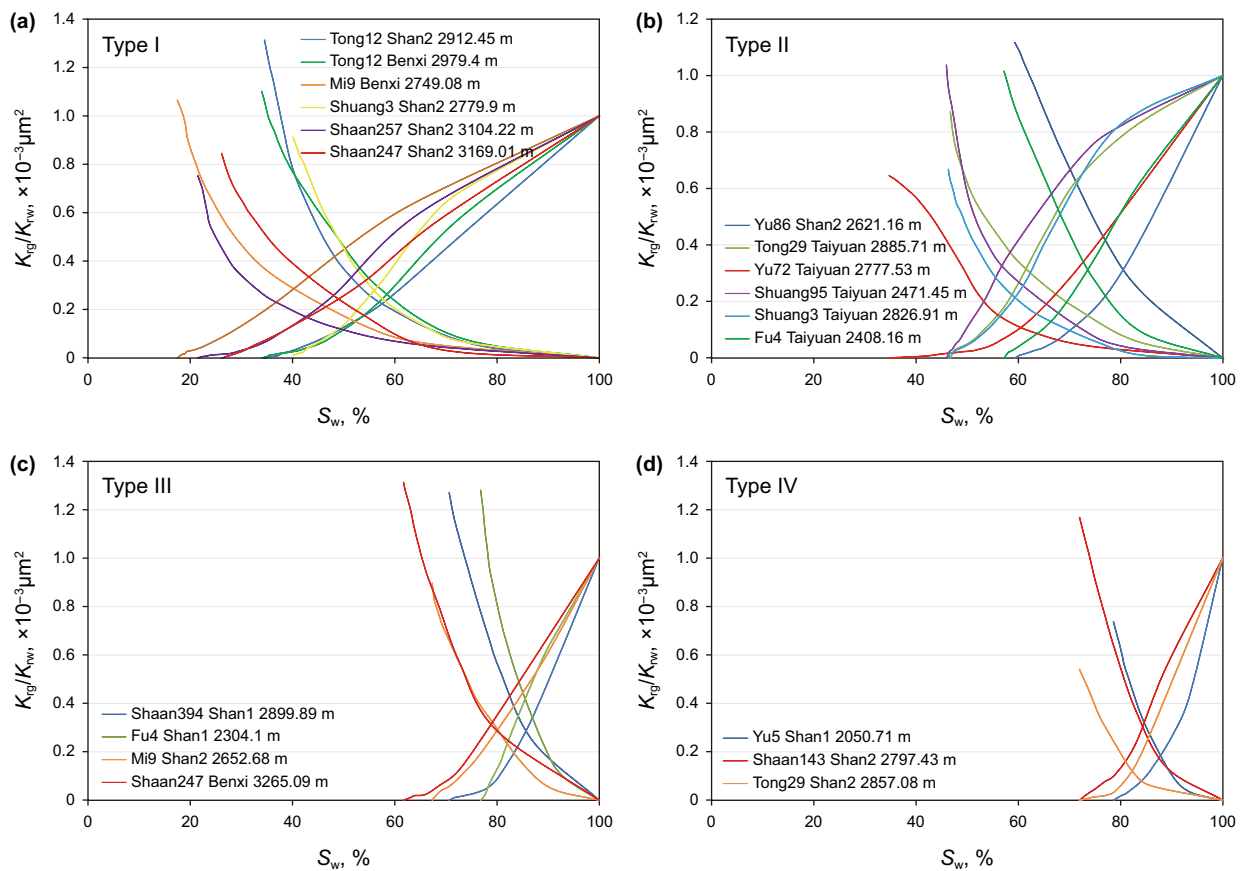 (a)
Type I
Tong12 Shan2 2912.45 m
Tong12 Benxi 2979.4 m
Mi9 Benxi 2749.08 m
Shuang3 Shan2 2779.9 m
Shaan257 Shan2 3104.22 m
Shaan247 Shan2 3169.01 m
1.4
1.2
1.0
0.8
0.6
0.4
0.2
0
0 20 40 60 80 100
Krg/Krw, ×10⁻³μm²
Sw, %
(b)
Type II
Yu86 Shan2 2621.16 m
Tong29 Taiyuan 2885.71 m
Yu72 Taiyuan 2777.53 m
Shuang95 Taiyuan 2471.45 m
Shuang3 Taiyuan 2826.91 m
Fu4 Taiyuan 2408.16 m
1.4
1.2
1.0
0.8
0.6
0.4
0.2
0
0 20 40 60 80 100
Krg/Krw, ×10⁻³μm²
Sw, %
(c)
Type III
Shaan394 Shan1 2899.89 m
Fu4 Shan1 2304.1 m
Mi9 Shan2 2652.68 m
Shaan247 Benxi 3265.09 m
1.4
1.2
1.0
0.8
0.6
0.4
0.2
0
0 20 40 60 80 100
Krg/Krw, ×10⁻³μm²
Sw, %
(d)
Type IV
Yu5 Shan1 2050.71 m
Shaan143 Shan2 2797.43 m
Tong29 Shan2 2857.08 m
1.4
1.2
1.0
0.8
0.6
0.4
0.2
0
0 20 40 60 80 100
Krg/Krw, ×10⁻³μm²
Sw, %